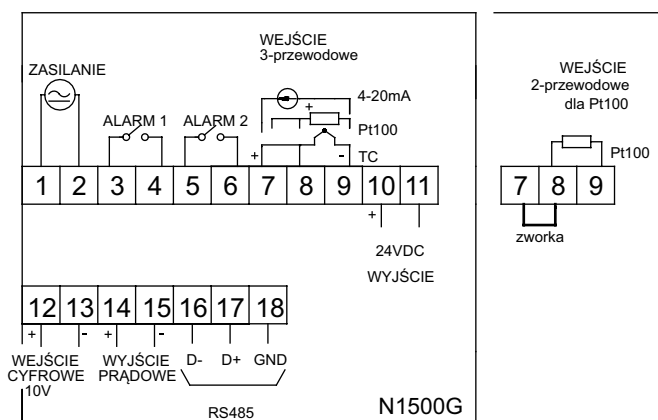 WEJŚCIE
3-przewodowe
ZASILANIE
4-20mA
+
ALARM 1
ALARM 2
Pt100
+
-
TC
1 2 3 4 5 6 7 8 9 10 11
+
24VDC
WYJŚCIE
WEJŚCIE
2-przewodowe
dla Pt100
Pt100
7 8 9
zworka
12 13 14 15 16 17 18
+ - + -
WEJŚCIE
CYFROWE
10V
WYJŚCIE
PRĄDOWE
D- D+ GND
RS485
N1500G